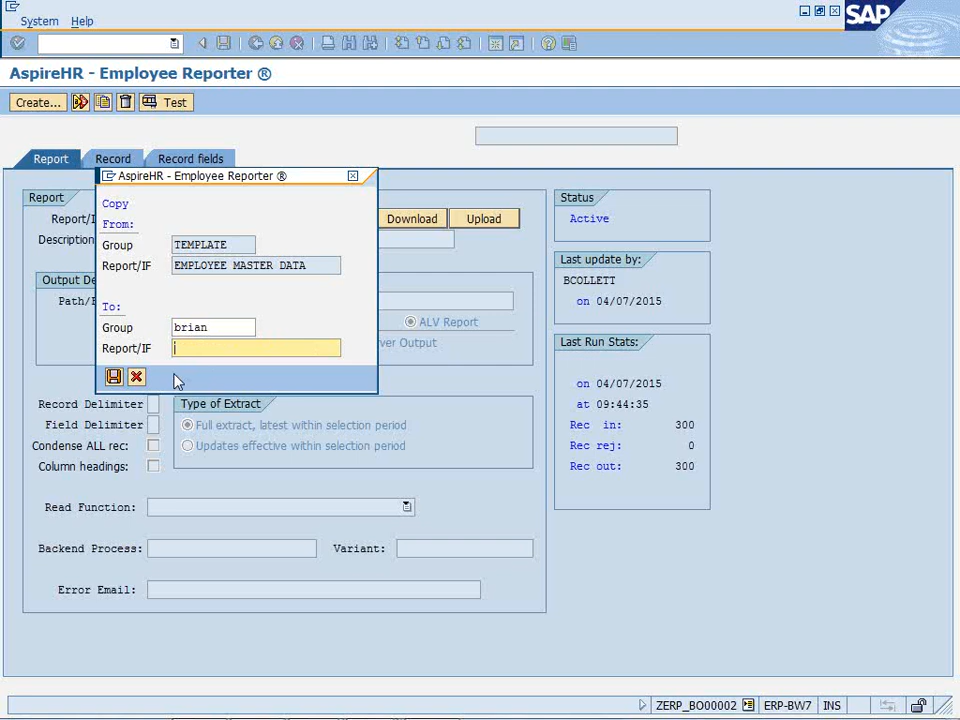 System Help
SAP
AspireHR - Employee Reporter ®
Create... Test
Report Record Record fields
AspireHR - Employee Reporter ®
Copy
From:
Group TEMPLATE
Report/IF EMPLOYEE MASTER DATA
To:
Group brian
Report/IF
Report
Report/I Download Upload
Description
Output De
Path/
ALV Report
ver Output
Record Delimiter
Field Delimiter
Condense ALL rec:
Column headings:
Type of Extract
Full extract, latest within selection period
Updates effective within selection period
Read Function:
Backend Process: Variant:
Error Email:
Status
Active
Last update by:
BCOLLETT
on 04/07/2015
Last Run Stats:
on 04/07/2015
at 09:44:35
Rec in: 300
Rec rej: 0
Rec out: 300
ZERP_BO00002 ERP-BW7 INS